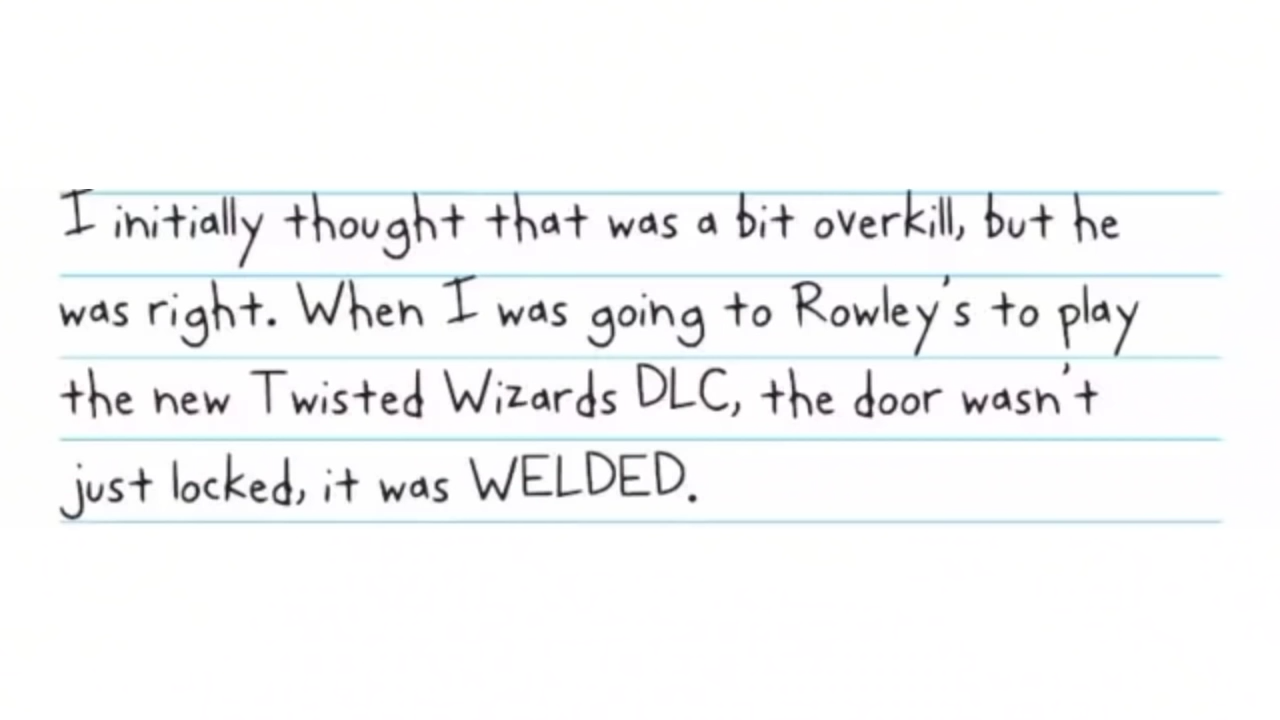 I initially thought that was a bit overkill, but he
was right. When I was going to Rowley's to play
the new Twisted Wizards DLC, the door wasn't
just locked, it was WELDED.